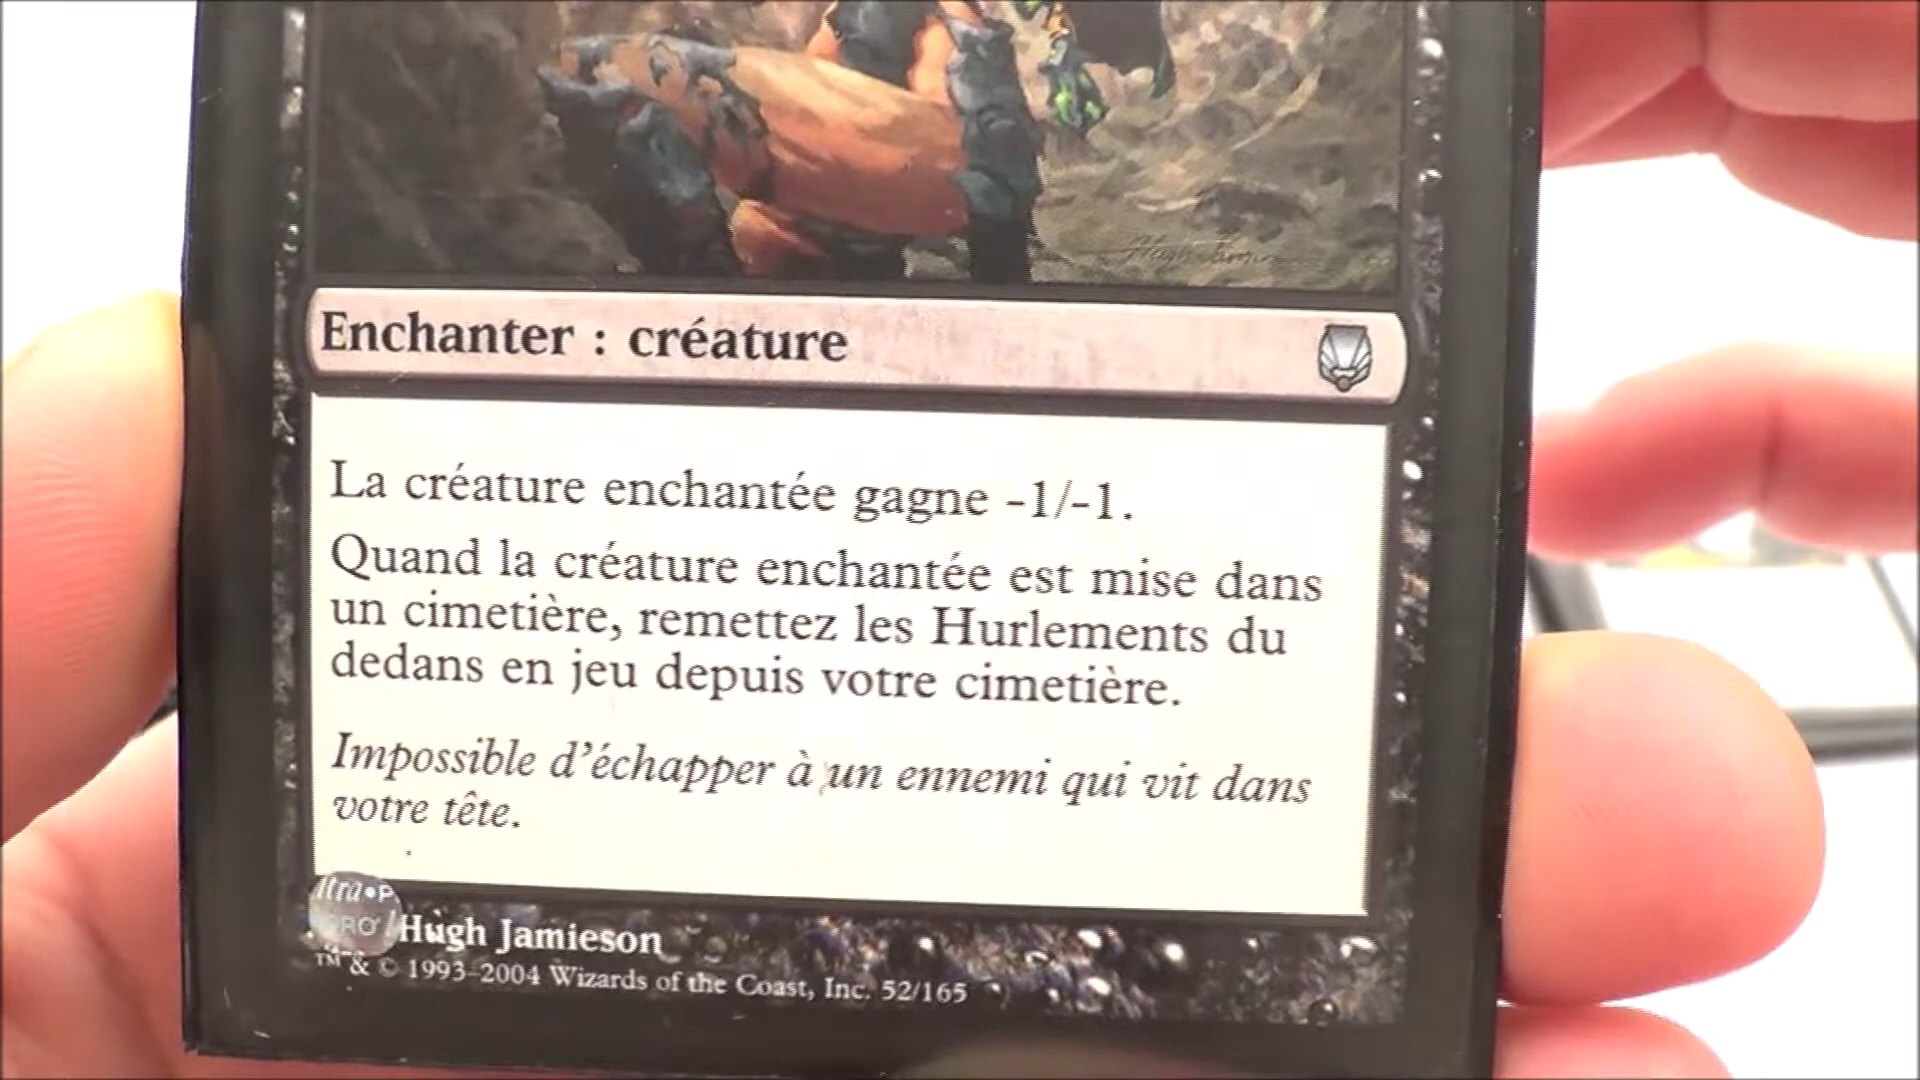 Enchanter : créature
La créature enchantée gagne -1/-1.
Quand la créature enchantée est mise dans
un cimetière, remettez les Hurlements du
dedans en jeu depuis votre cimetière.
Impossible d'échapper à un ennemi qui vit dans
votre tête.
Hugh Jamieson
™ & © 1993-2004 Wizards of the Coast, Inc. 52/165